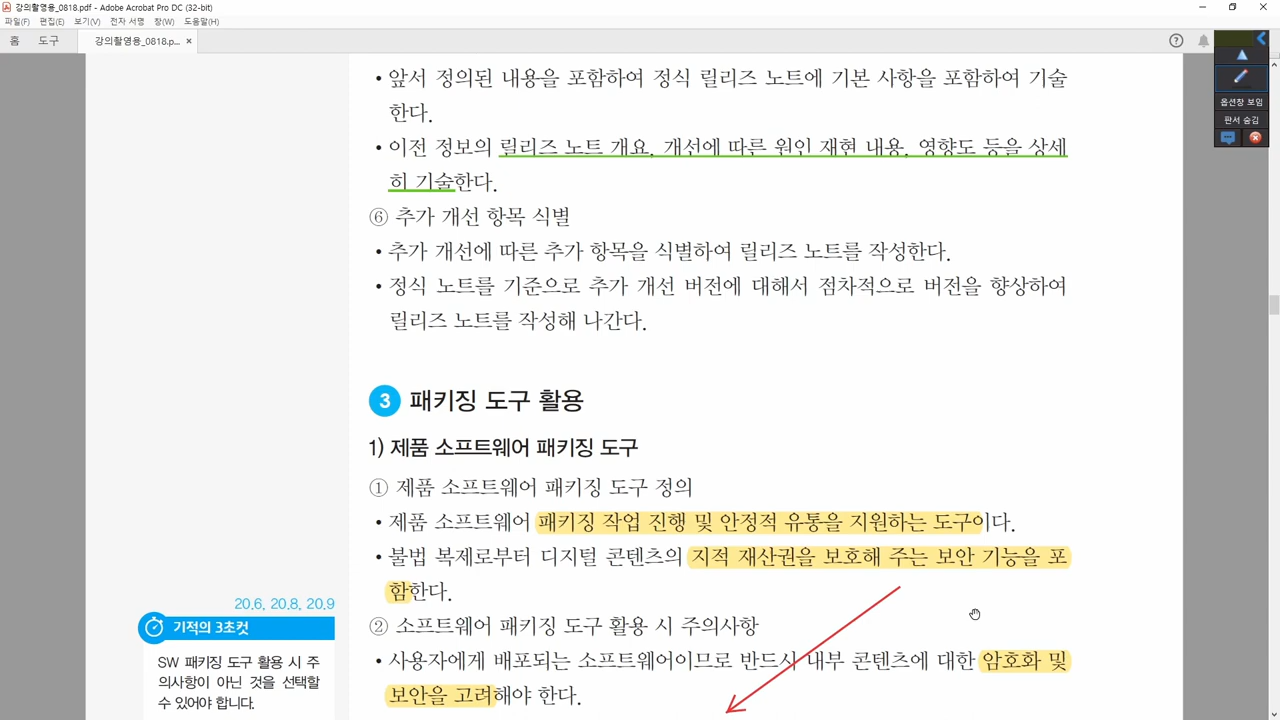 강의촬영용_0818.pdf - Adobe Acrobat Pro DC (32-bit)
파일(F) 편집(E) 보기(V) 전자 서명 창(W) 도움말(H)
홈 도구 강의촬영용_0818.p... ×
옵션창 보임
판서 숨김
• 앞서 정의된 내용을 포함하여 정식 릴리즈 노트에 기본 사항을 포함하여 기술
한다.
• 이전 정보의 릴리즈 노트 개요, 개선에 따른 원인 재현 내용, 영향도 등을 상세
히 기술한다.
⑥ 추가 개선 항목 식별
• 추가 개선에 따른 추가 항목을 식별하여 릴리즈 노트를 작성한다.
• 정식 노트를 기준으로 추가 개선 버전에 대해서 점차적으로 버전을 향상하여
릴리즈 노트를 작성해 나간다.
3 패키징 도구 활용
1) 제품 소프트웨어 패키징 도구
① 제품 소프트웨어 패키징 도구 정의
• 제품 소프트웨어 패키징 작업 진행 및 안정적 유통을 지원하는 도구이다.
• 불법 복제로부터 디지털 콘텐츠의 지적 재산권을 보호해 주는 보안 기능을 포
함한다.
② 소프트웨어 패키징 도구 활용 시 주의사항
• 사용자에게 배포되는 소프트웨어이므로 반드시 내부 콘텐츠에 대한 암호화 및
보안을 고려해야 한다.
20.6, 20.8, 20.9
기적의 3초컷
SW 패키징 도구 활용 시 주
의사항이 아닌 것을 선택할
수 있어야 합니다.